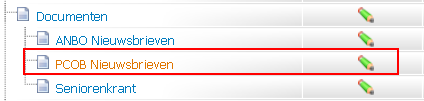 Documenten
ANBO Nieuwsbrieven
PCOB Nieuwsbrieven
Seniorenkrant